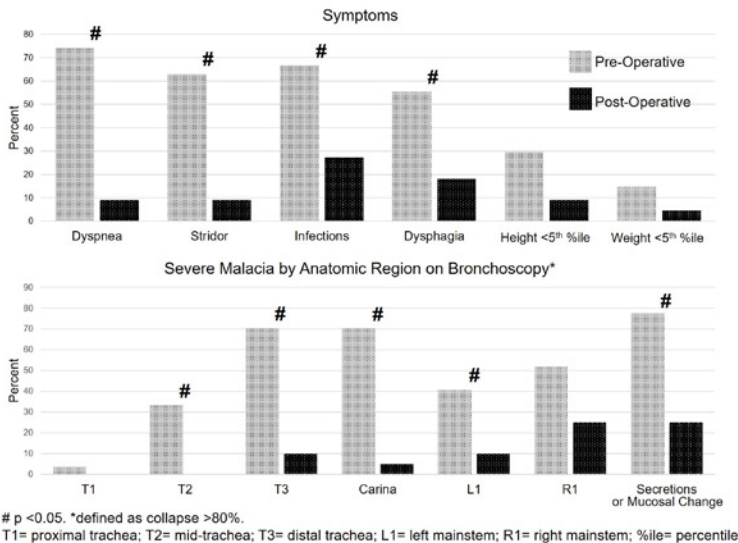 Symptoms
80
70
60
50
40
30
20
10
0
Percent
Pre-Operative
Post-Operative
# # # #
Dyspnea Stridor Infections Dysphagia Height <5th %ile Weight <5th %ile
Severe Malacia by Anatomic Region on Bronchoscopy*
90
80
70
60
50
40
30
20
10
0
Percent
# # # # #
T1 T2 T3 Carina L1 R1 Secretions
or Mucosal Change
# p <0.05. *defined as collapse >80%.
T1= proximal trachea; T2= mid-trachea; T3= distal trachea; L1= left mainstem; R1= right mainstem; %ile= percentile